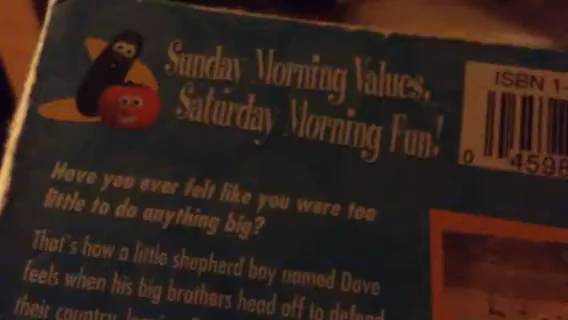 Sunday Morning Values,
Saturday Morning Fun!
ISBN 1-
0 4598
Have you ever felt like you were too
little to do anything big?
That's how a little shepherd boy named Dave
feels when his big brothers head off to defend
their country.